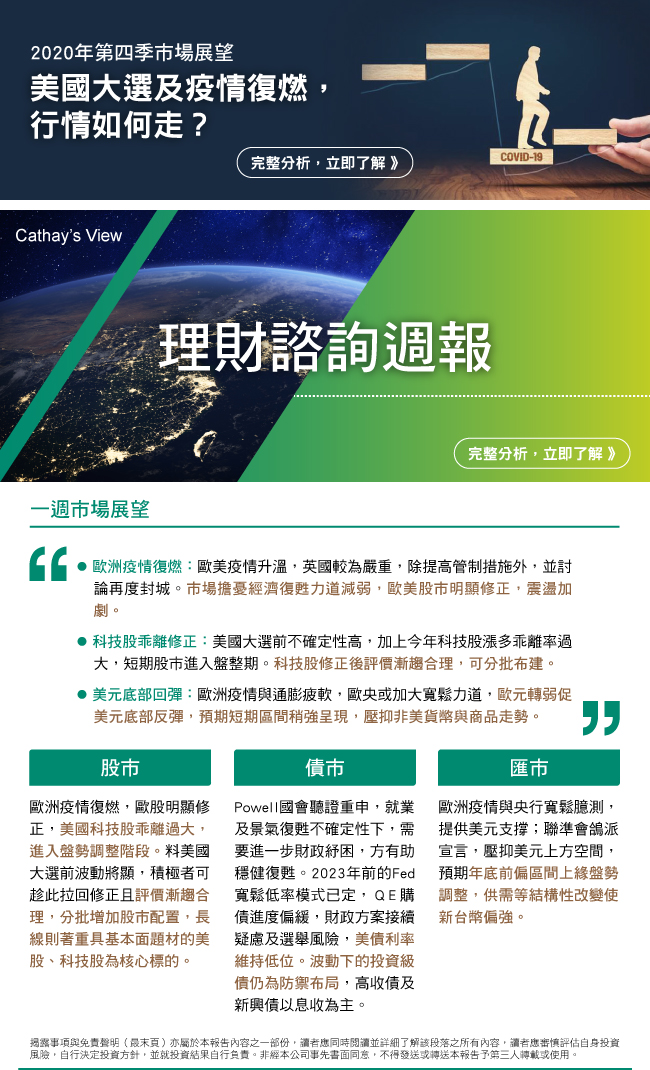 2020年第四季市場展望
美國大選及疫情復燃，
行情如何走？
完整分析，立即了解》
COVID-19
Cathay's View
理財諮詢週報
完整分析，立即了解》
一週市場展望
● 歐洲疫情復燃：歐美疫情升溫，英國較為嚴重，除提高管制措施外，並討
論再度封城。市場擔憂經濟復甦力道減弱，歐美股市明顯修正，震盪加
劇。
● 科技股乖離修正：美國大選前不確定性高，加上今年科技股漲多乖離率過
大，短期股市進入盤整期。科技股修正後評價漸趨合理，可分批布建。
● 美元底部回彈：歐洲疫情與通膨疲軟，歐央或加大寬鬆力道，歐元轉弱促
美元底部反彈，預期短期區間稍強呈現，壓抑非美貨幣與商品走勢。
股市
歐洲疫情復燃，歐股明顯修
正，美國科技股乖離過大，
進入盤勢調整階段。料美國
大選前波動將顯，積極者可
趁此拉回修正且評價漸趨合
理，分批增加股市配置，長
線則著重具基本面題材的美
股、科技股為核心標的。
債市
Powell國會聽證重申，就業
及景氣復甦不確定性下，需
要進一步財政紓困，方有助
穩健復甦。2023年前的Fed
寬鬆低率模式已定，QE購
債進度偏緩，財政方案接續
疑慮及選舉風險，美債利率
維持低位。波動下的投資級
債仍為防禦布局，高收債及
新興債以息收為主。
匯市
歐洲疫情與央行寬鬆臆測，
提供美元支撐；聯準會鴿派
宣言，壓抑美元上方空間，
預期年底前偏區間上緣盤勢
調整，供需等結構性改變使
新台幣偏強。
揭露事項與免責聲明（最末頁）亦屬於本報告內容之一部份，讀者應同時閱讀並詳細了解該段落之所有內容，讀者應審慎評估自身投資
風險，自行決定投資方針，並就投資結果自行負責。非經本公司事先書面同意，不得發送或轉送本報告予第三人轉載或使用。